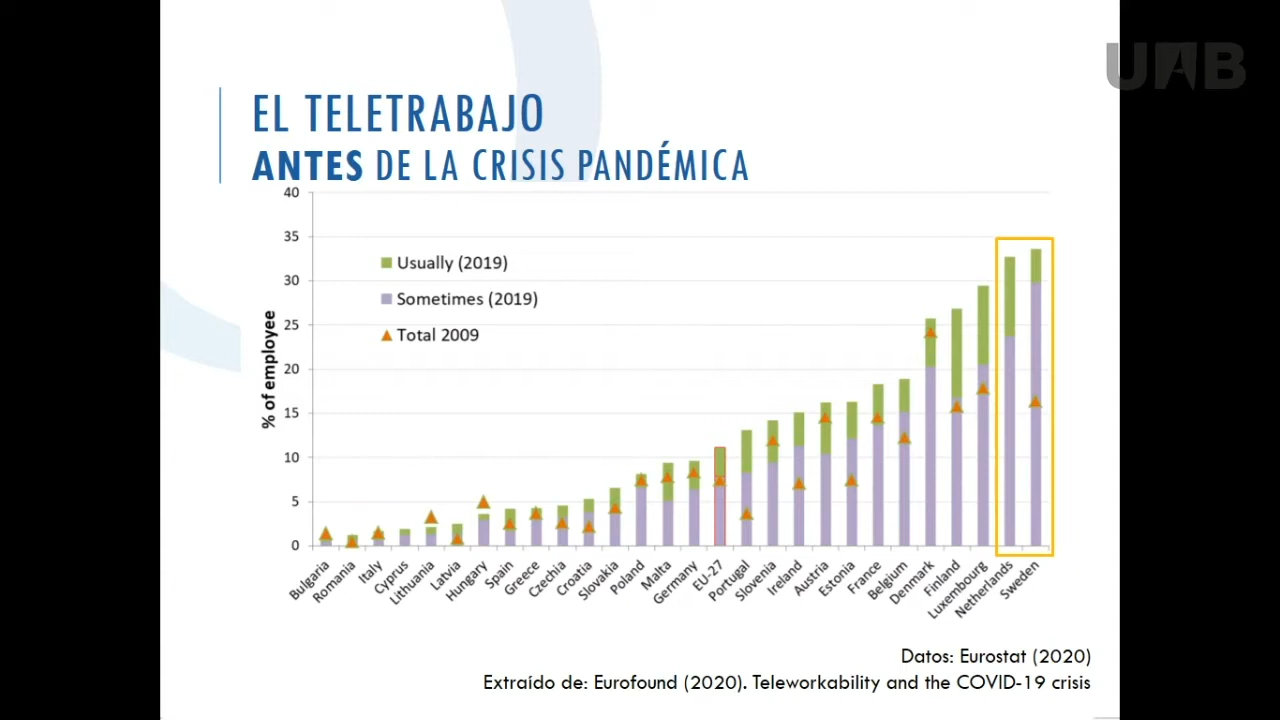 UAB
EL TELETRABAJO
ANTES DE LA CRISIS PANDÉMICA
40
35
30
25
20
15
10
5
0
% of employee
Usually (2019)
Sometimes (2019)
Total 2009
Bulgaria
Romania
Italy
Cyprus
Lithuania
Latvia
Hungary
Spain
Greece
Czechia
Croatia
Slovakia
Poland
Malta
Germany
EU-27
Portugal
Slovenia
Ireland
Austria
Estonia
France
Belgium
Denmark
Finland
Luxembourg
Netherlands
Sweden
Datos: Eurostat (2020)
Extraído de: Eurofound (2020). Teleworkability and the COVID-19 crisis